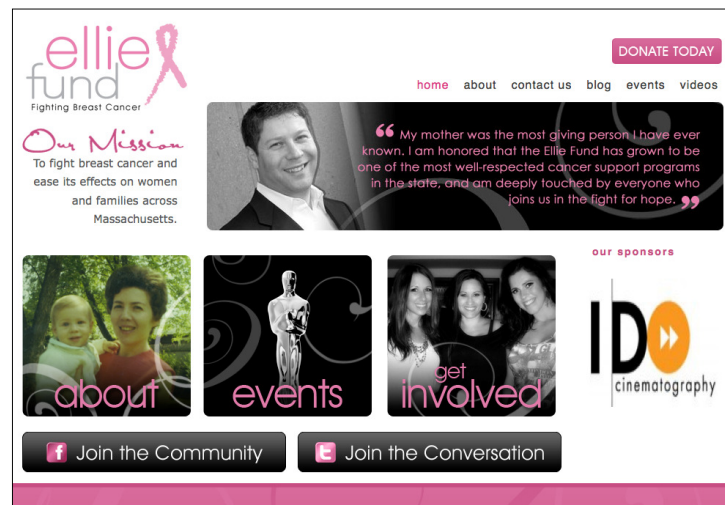 ellie
fund
Fighting Breast Cancer
DONATE TODAY
home about contact us blog events videos
Our Mission
To fight breast cancer and
ease its effects on women
and families across
Massachusetts.
“ My mother was the most giving person I have ever
known. I am honored that the Ellie Fund has grown to be
one of the most well-respected cancer support programs
in the state, and am deeply touched by everyone who
joins us in the fight for hope. ”
our sponsors
about
events
get
involved
IDO
cinematography
f Join the Community
t Join the Conversation